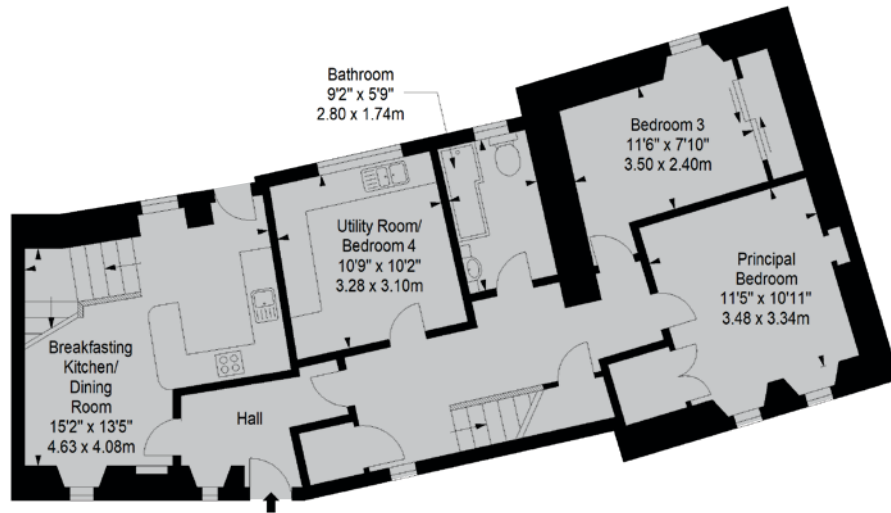 Bathroom
9'2" x 5'9"
2.80 x 1.74m
Bedroom 3
11'6" x 7'10"
3.50 x 2.40m
Utility Room/
Bedroom 4
10'9" x 10'2"
3.28 x 3.10m
Principal
Bedroom
11'5" x 10'11"
3.48 x 3.34m
Breakfasting
Kitchen/
Dining
Room
15'2" x 13'5"
4.63 x 4.08m
Hall